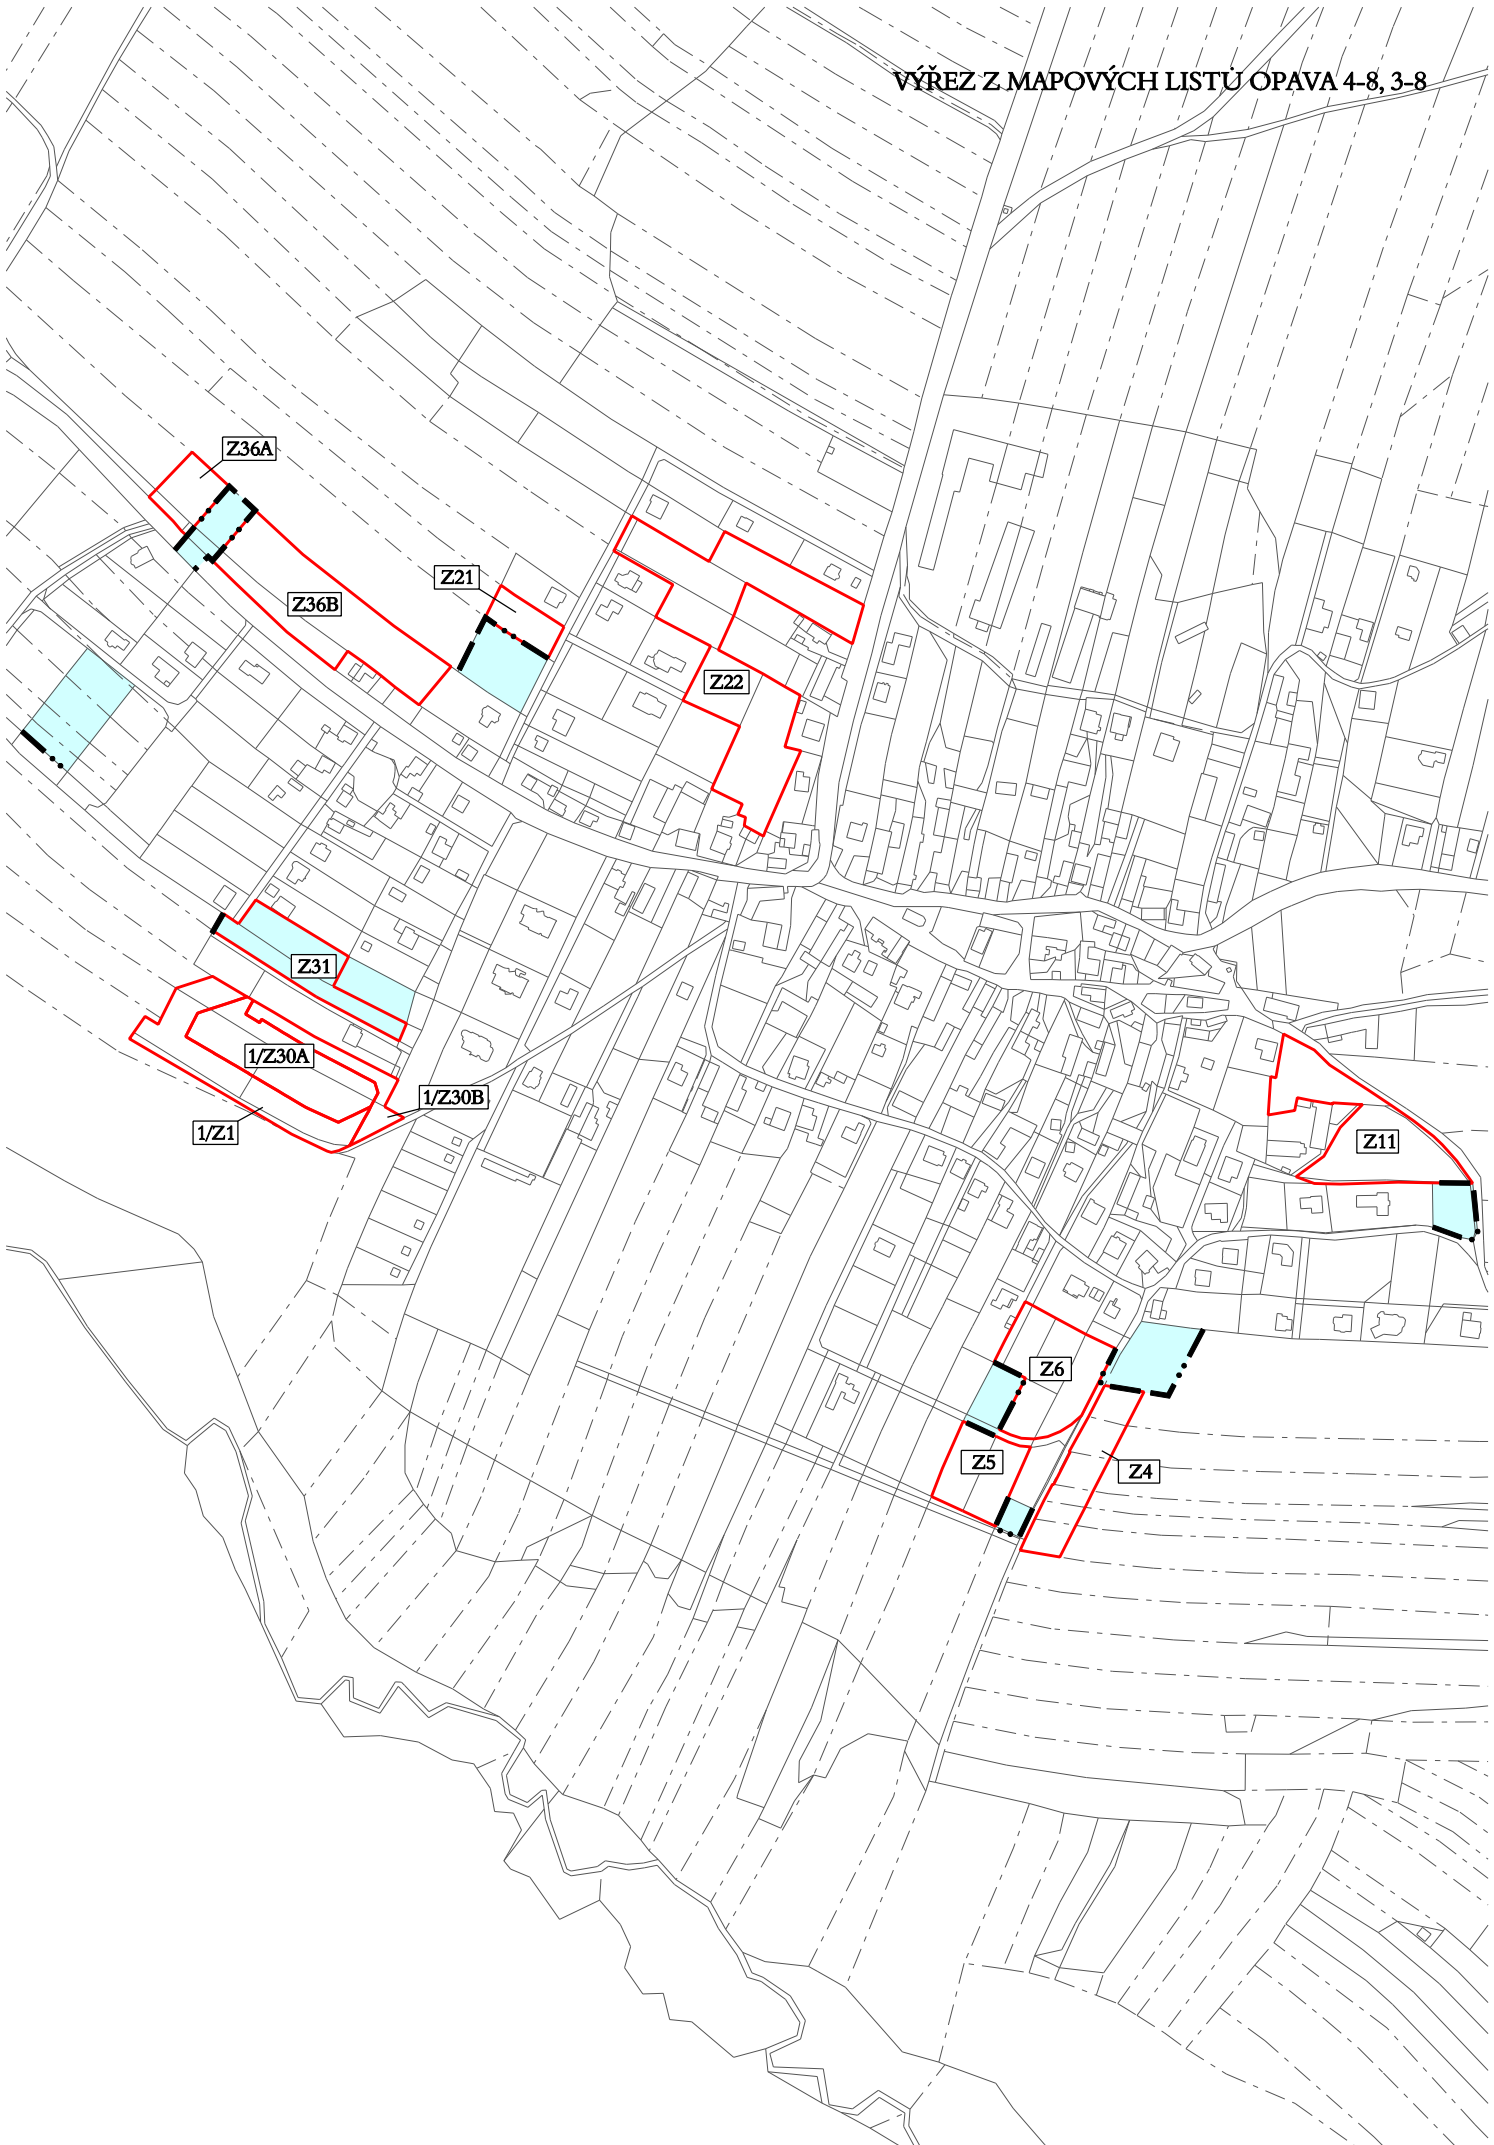 VÝŘEZ Z MAPOVÝCH LISTŮ OPAVA 4-8, 3-8
Z36A
Z21
Z36B
Z22
Z31
1/Z30A
1/Z30B
1/Z1
Z11
Z6
Z5
Z4